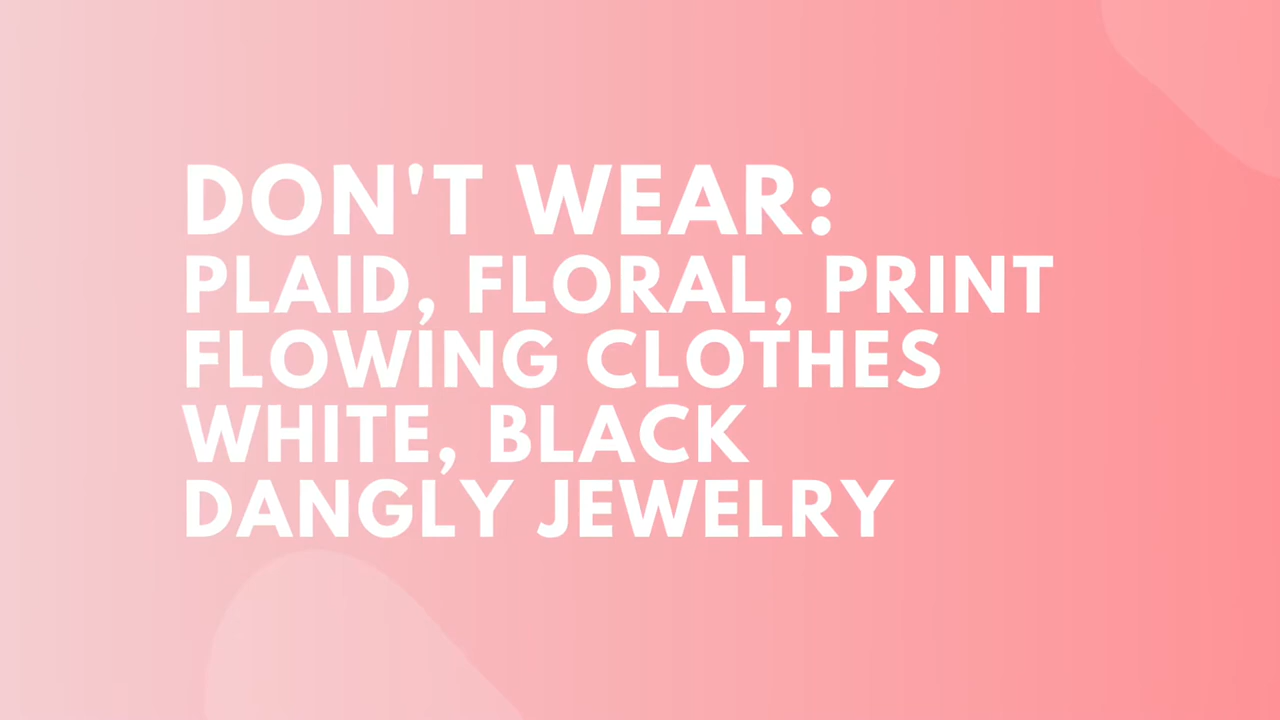 DON'T WEAR:
PLAID, FLORAL, PRINT
FLOWING CLOTHES
WHITE, BLACK
DANGLY JEWELRY